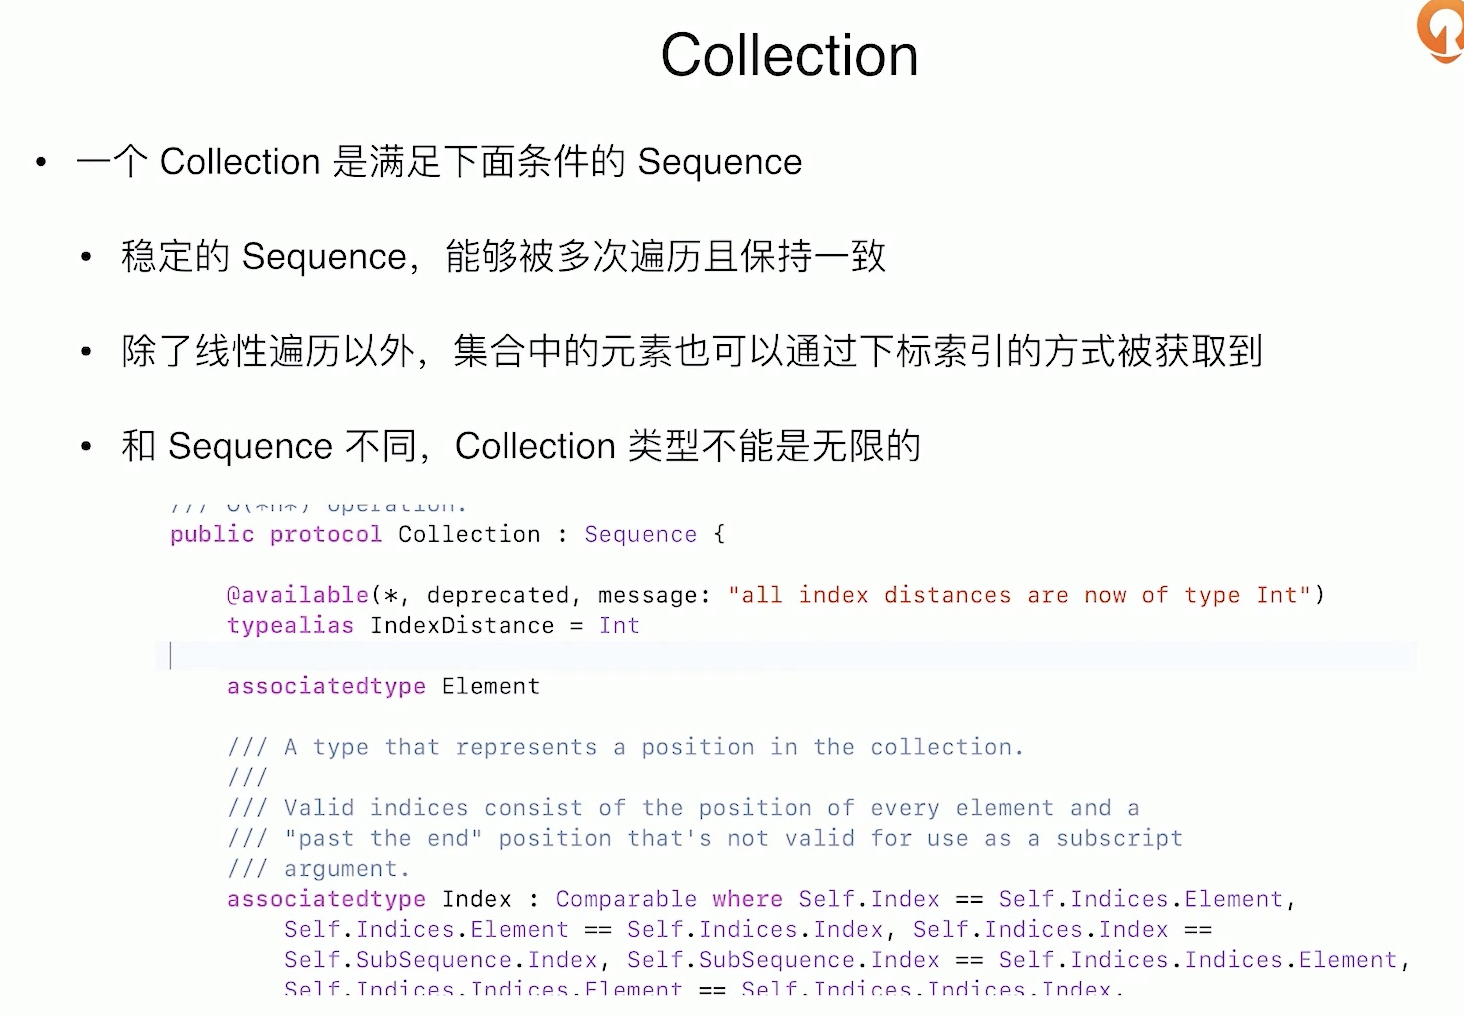 Collection
• 一个 Collection 是满足下面条件的 Sequence
• 稳定的 Sequence，能够被多次遍历且保持一致
• 除了线性遍历以外，集合中的元素也可以通过下标索引的方式被获取到
• 和 Sequence 不同，Collection 类型不能是无限的
/// O(*n*) operation.
public protocol Collection : Sequence {
@available(*, deprecated, message: "all index distances are now of type Int")
typealias IndexDistance = Int
associatedtype Element
/// A type that represents a position in the collection.
///
/// Valid indices consist of the position of every element and a
/// "past the end" position that's not valid for use as a subscript
/// argument.
associatedtype Index : Comparable where Self.Index == Self.Indices.Element,
Self.Indices.Element == Self.Indices.Index, Self.Indices.Index ==
Self.SubSequence.Index, Self.SubSequence.Index == Self.Indices.Indices.Element,
Self.Indices.Indices.Element == Self.Indices.Indices.Index,